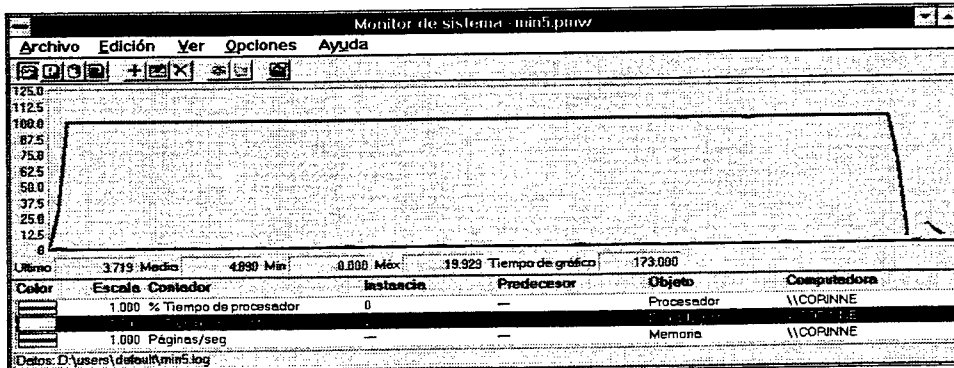 Monitor de sistema - min5.pmw
Archivo Edición Ver Opciones Ayuda
125.0
112.5
100.0
87.5
75.0
62.5
50.0
37.5
25.0
12.5
0
Ultimo 3.719 Media 4.890 Min 0.000 Máx 19.929 Tiempo de gráfico 173.000
Color Escala Contador Instancia Predecesor Objeto Computadora
1.000 % Tiempo de procesador 0 — Procesador \\CORINNE
1.000 Páginas/seg — — Memoria \\CORINNE
Datos: D:\users\default\min5.log